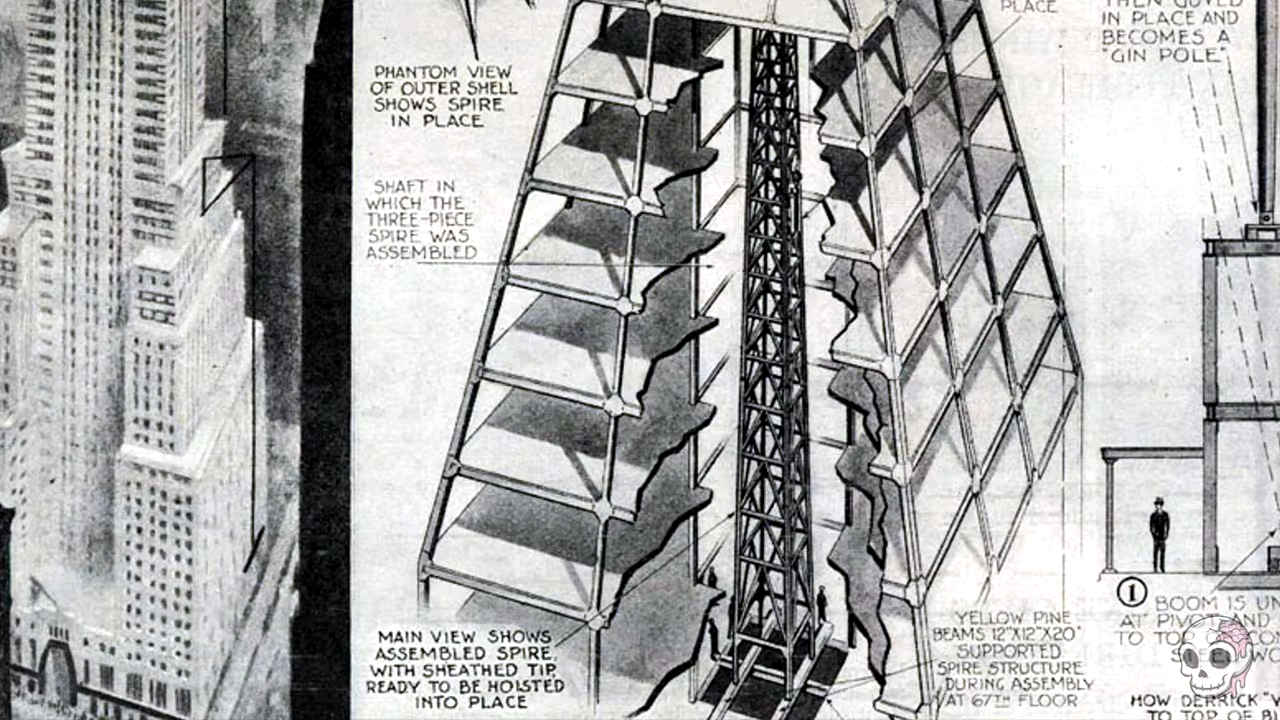 PHANTOM VIEW
OF OUTER SHELL
SHOWS SPIRE
IN PLACE
SHAFT IN
WHICH THE
THREE-PIECE
SPIRE WAS
ASSEMBLED
MAIN VIEW SHOWS
ASSEMBLED SPIRE,
WITH SHEATHED TIP,
READY TO BE HOISTED
INTO PLACE
PLACE
THEN GUYED
IN PLACE AND
BECOMES A
"GIN POLE"
YELLOW PINE
BEAMS 12"X12"X20"
SUPPORTED
SPIRE STRUCTURE
DURING ASSEMBLY
AT 67TH FLOOR
1
BOOM IS
AT PIVOT AND
TO
HOW DERRICK
TO TOP OF